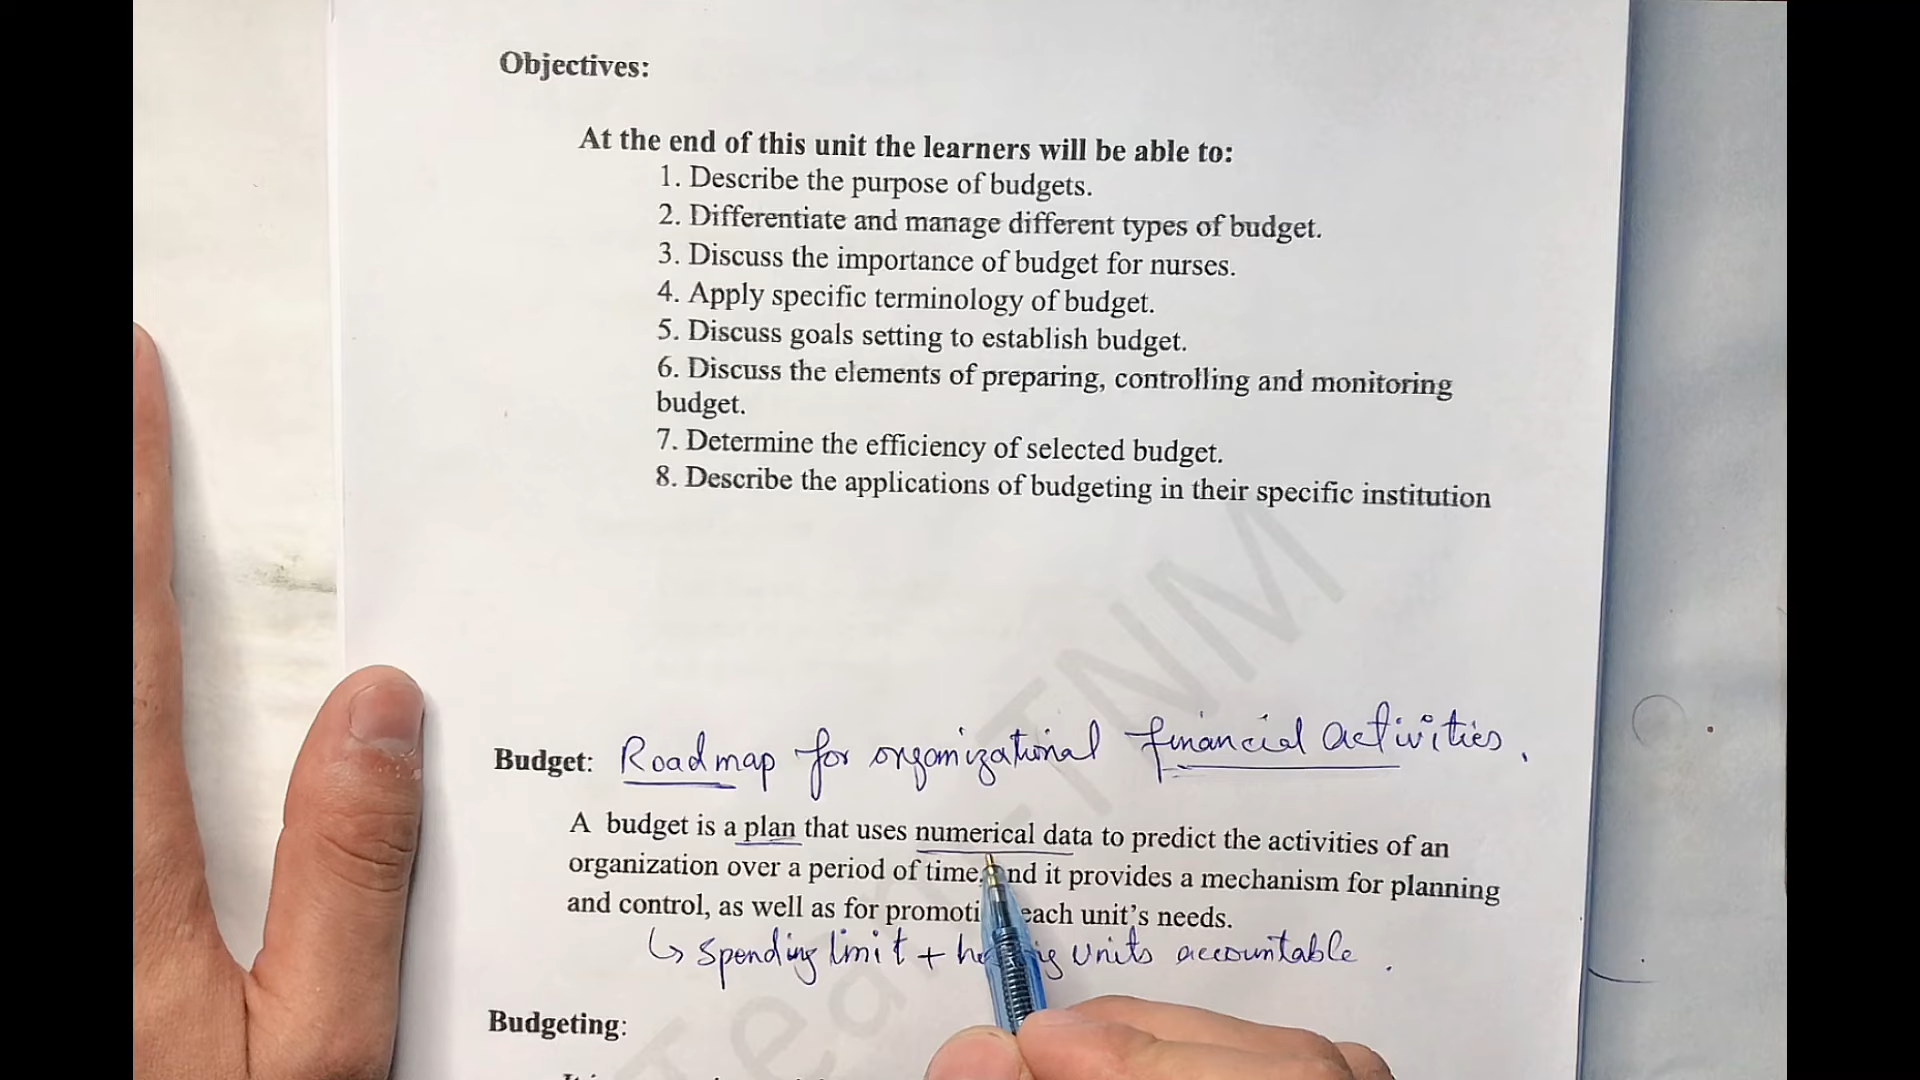 Objectives:
At the end of this unit the learners will be able to:
1. Describe the purpose of budgets.
2. Differentiate and manage different types of budget.
3. Discuss the importance of budget for nurses.
4. Apply specific terminology of budget.
5. Discuss goals setting to establish budget.
6. Discuss the elements of preparing, controlling and monitoring
budget.
7. Determine the efficiency of selected budget.
8. Describe the applications of budgeting in their specific institution
Budget: Roadmap for organizational financial activities.
A budget is a plan that uses numerical data to predict the activities of an
organization over a period of time, nd it provides a mechanism for planning
and control, as well as for promoti each unit's needs.
↳ spending limit + units accountable.
Budgeting:
TNM